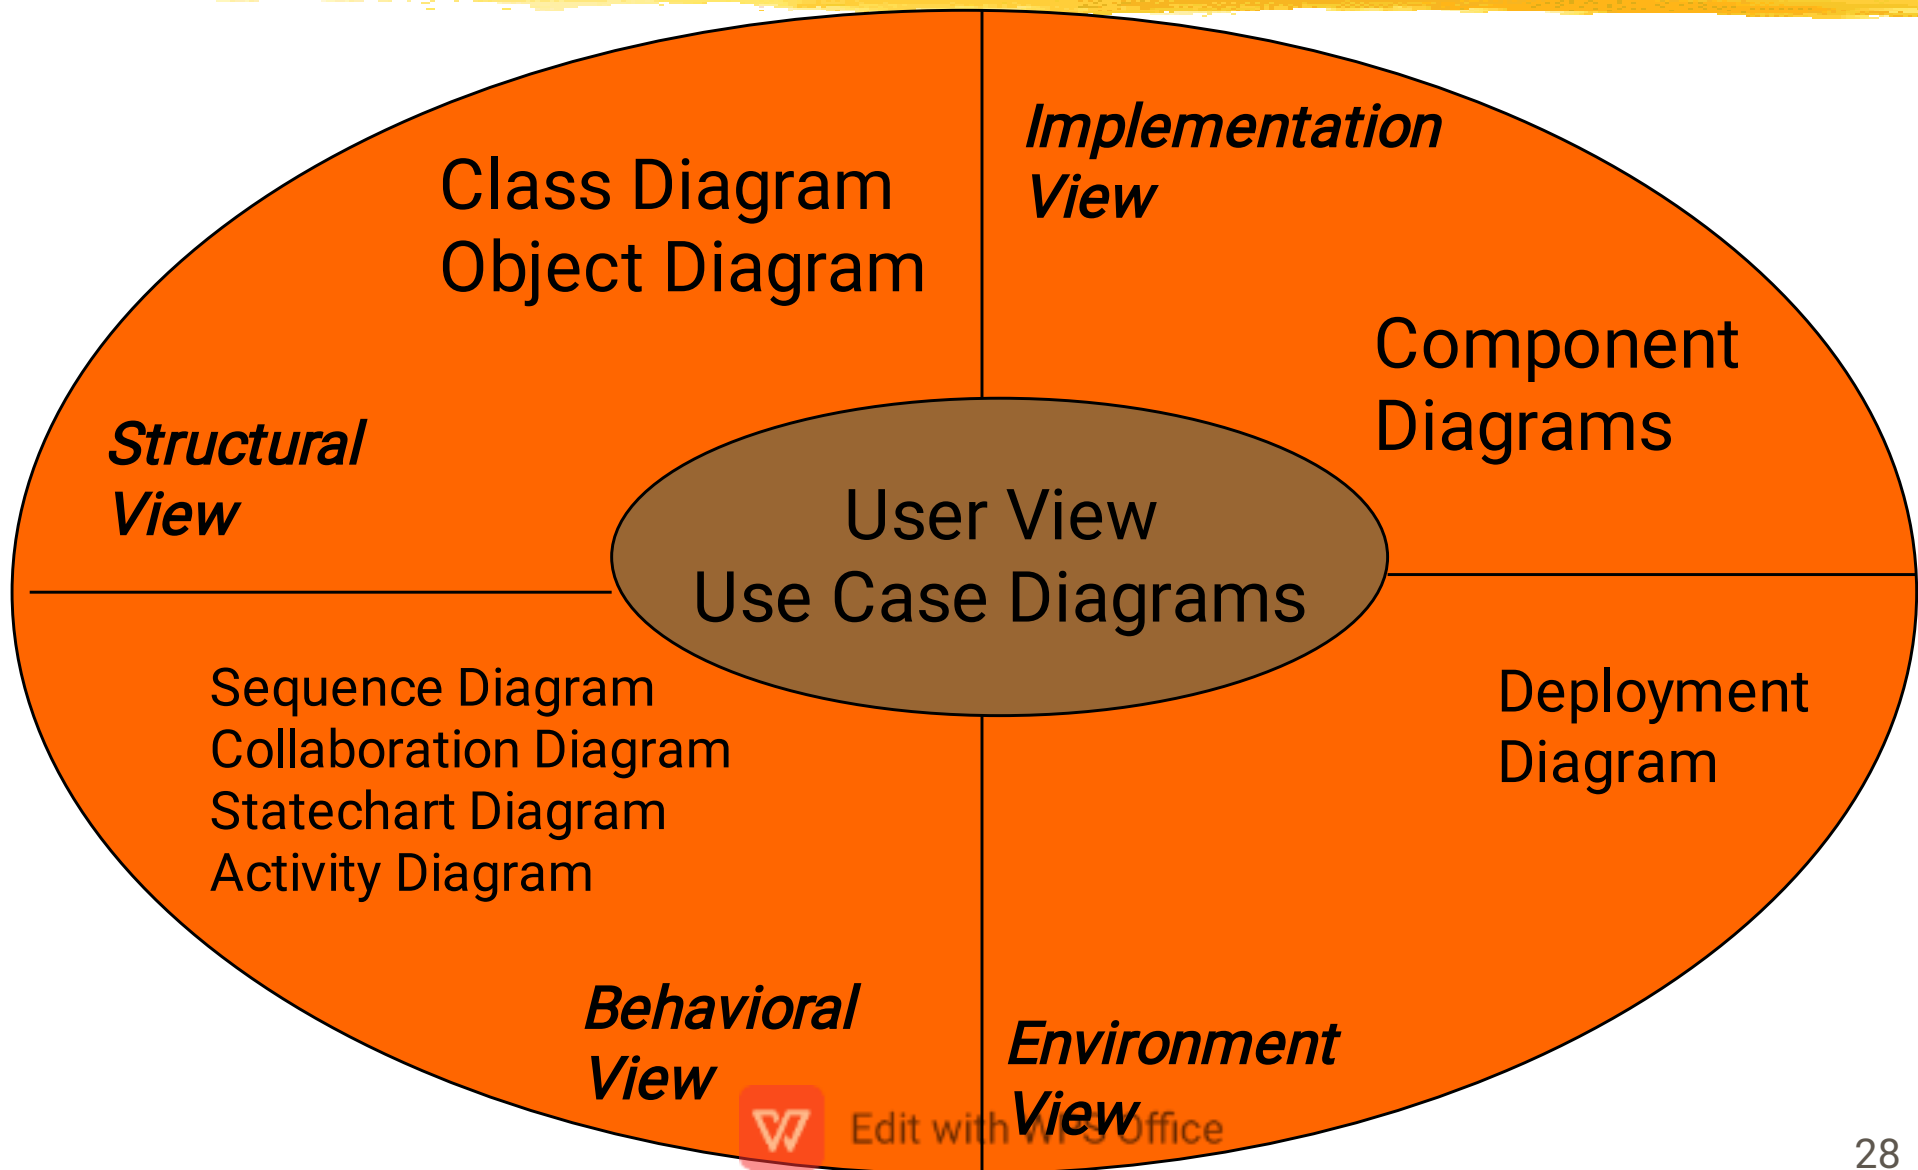 Class Diagram
Object Diagram
Structural
View
Implementation
View
Component
Diagrams
User View
Use Case Diagrams
Sequence Diagram
Collaboration Diagram
Statechart Diagram
Activity Diagram
Behavioral
View
Deployment
Diagram
Environment
View
Edit with WPS Office
28